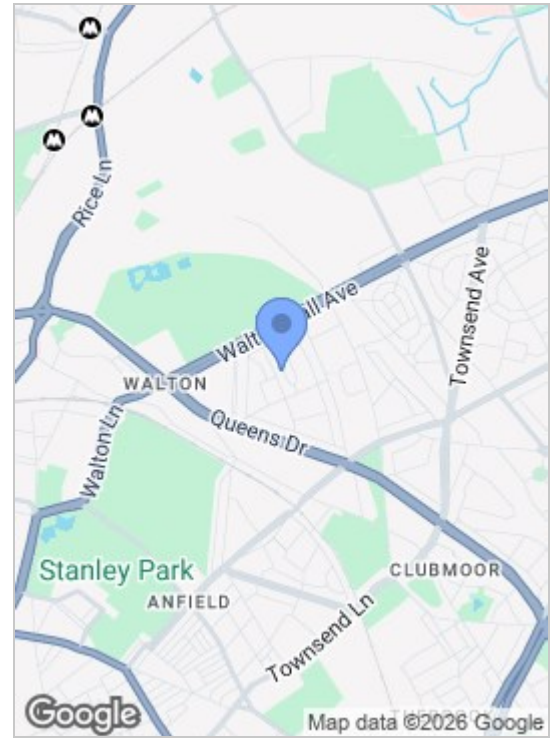 Rice Ln
Walton Hall Ave
Townsend Ave
WALTON
Walton Ln
Queens Dr
Stanley Park
CLUBMOOR
ANFIELD
Townsend Ln
Google
Map data ©2026 Google